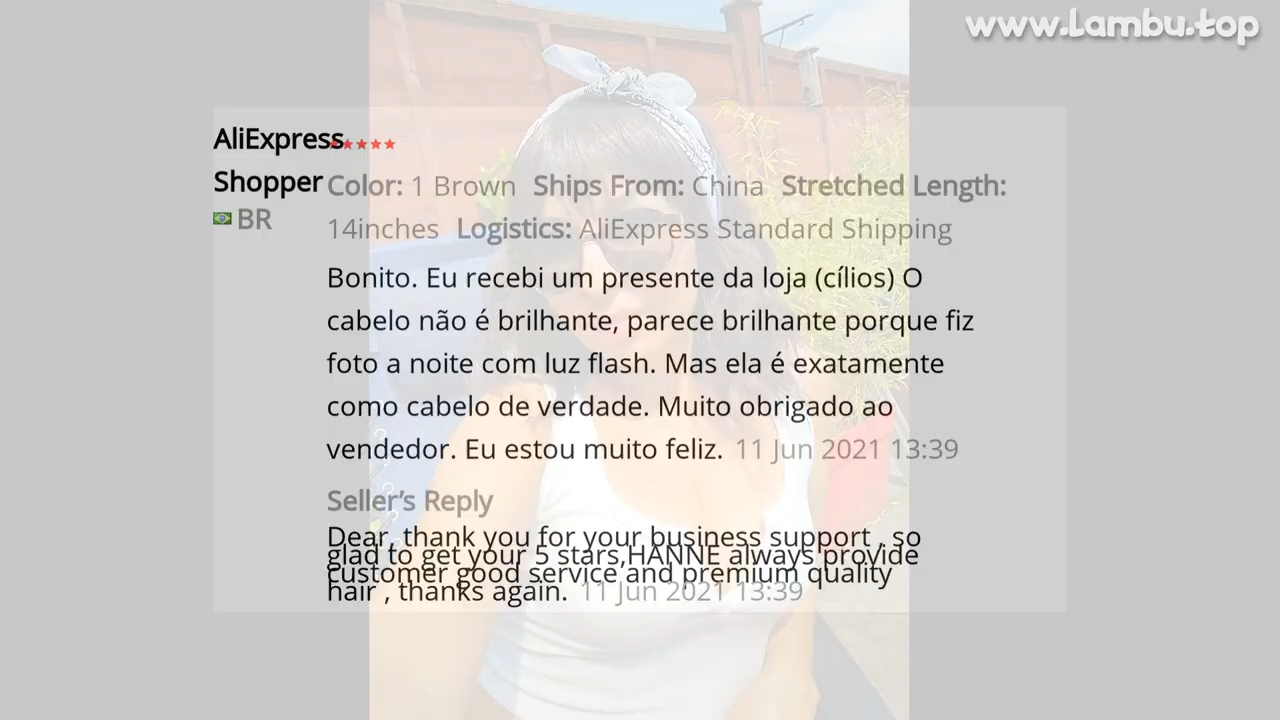 www.Lambu.top
AliExpress
Shopper
BR
Color: 1 Brown Ships From: China Stretched Length:
14inches Logistics: AliExpress Standard Shipping
Bonito. Eu recebi um presente da loja (cílios) O
cabelo não é brilhante, parece brilhante porque fiz
foto a noite com luz flash. Mas ela é exatamente
como cabelo de verdade. Muito obrigado ao
vendedor. Eu estou muito feliz. 11 Jun 2021 13:39
Seller’s Reply
Dear, thank you for your business support , so
glad to get your 5 stars,HANNE always provide
customer good service and premium quality
hair , thanks again. 11 Jun 2021 13:39